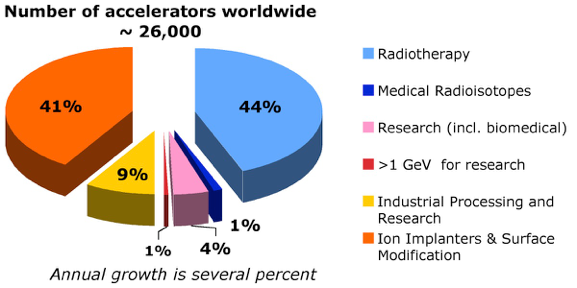 Number of accelerators worldwide
~ 26,000
41%
44%
9%
1%
4%
1%
Radiotherapy
Medical Radioisotopes
Research (incl. biomedical)
>1 GeV for research
Industrial Processing and
Research
Ion Implanters & Surface
Modification
Annual growth is several percent